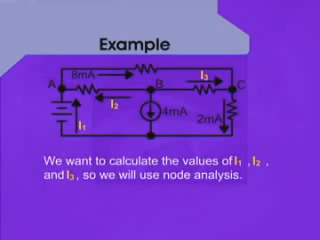 Example
8mA
I3
A
B
C
I2
4mA
2mA
I1
We want to calculate the values of I1 , I2 ,
and I3 , so we will use node analysis.